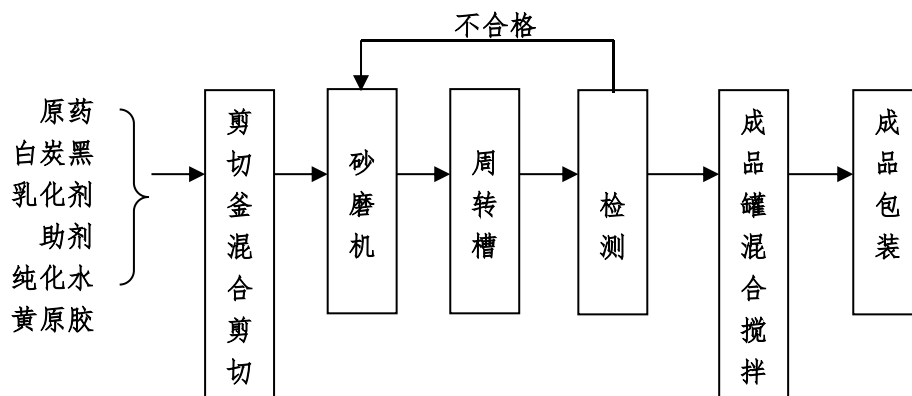 不合格
原药
白炭黑
乳化剂
助剂
纯化水
黄原胶
剪切釜混合剪切
砂磨机
周转槽
检测
成品罐混合搅拌
成品包装